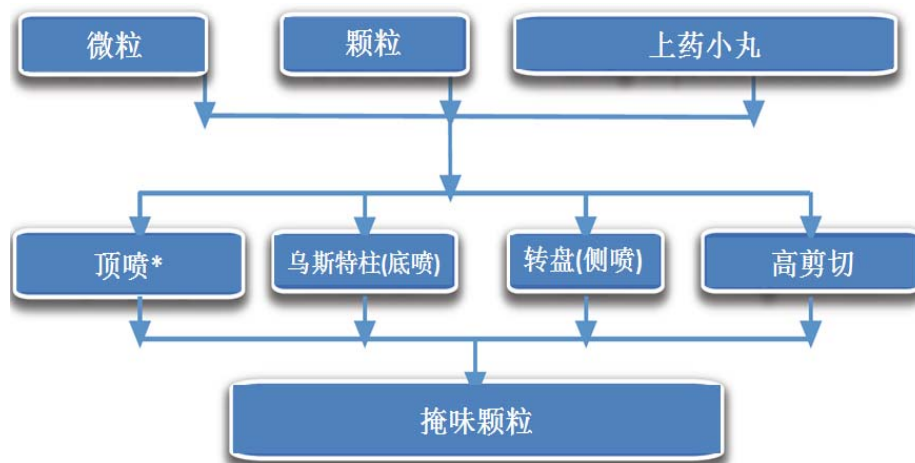 微粒
颗粒
上药小丸
顶喷*
乌斯特柱(底喷)
转盘(侧喷)
高剪切
掩味颗粒